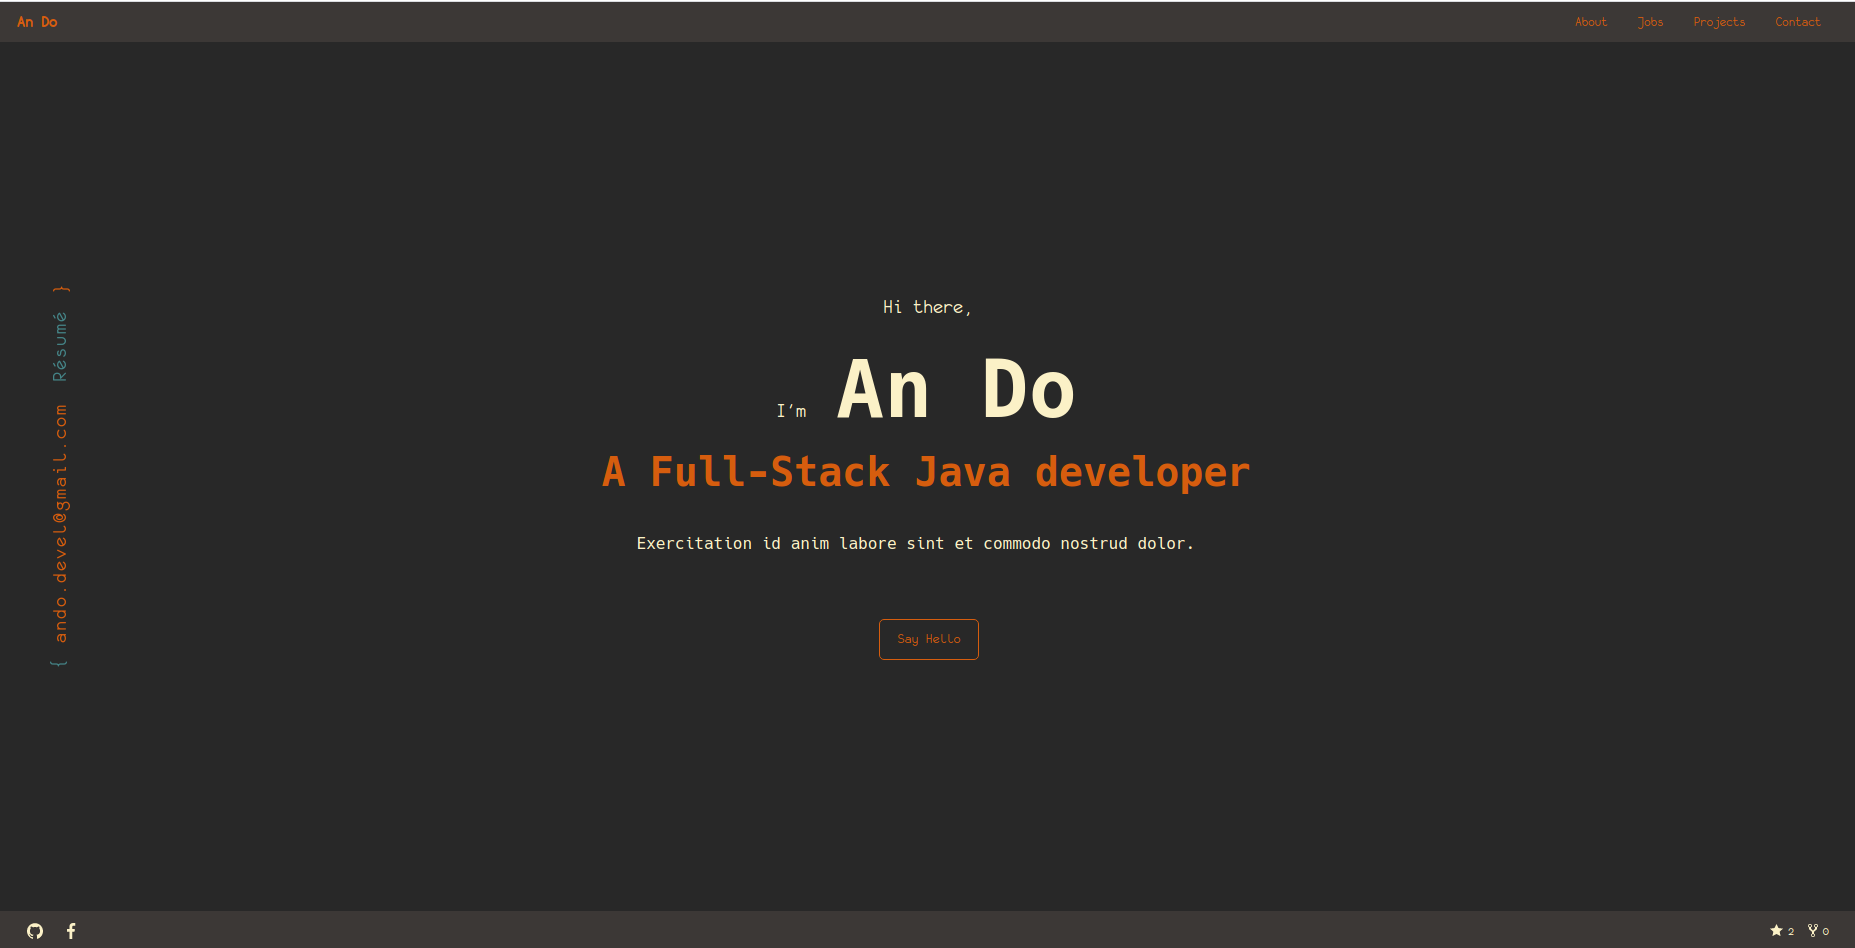 An Do
About Jobs Projects Contact
{ ando.devel@gmail.com Résumé }
Hi there,
I'm An Do
A Full-Stack Java developer
Exercitation id anim labore sint et commodo nostrud dolor.
Say Hello
2 0